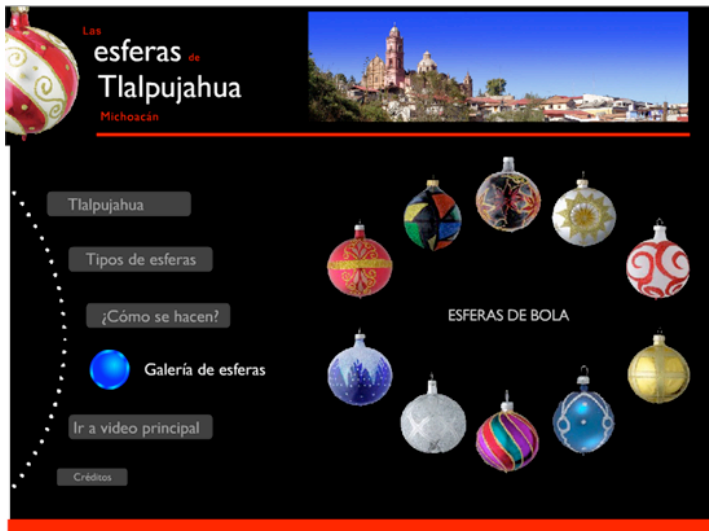 Las
esferas de
Tlalpujahua
Michoacán
Tlalpujahua
Tipos de esferas
¿Cómo se hacen?
ESFERAS DE BOLA
Galería de esferas
Ir a video principal
Créditos